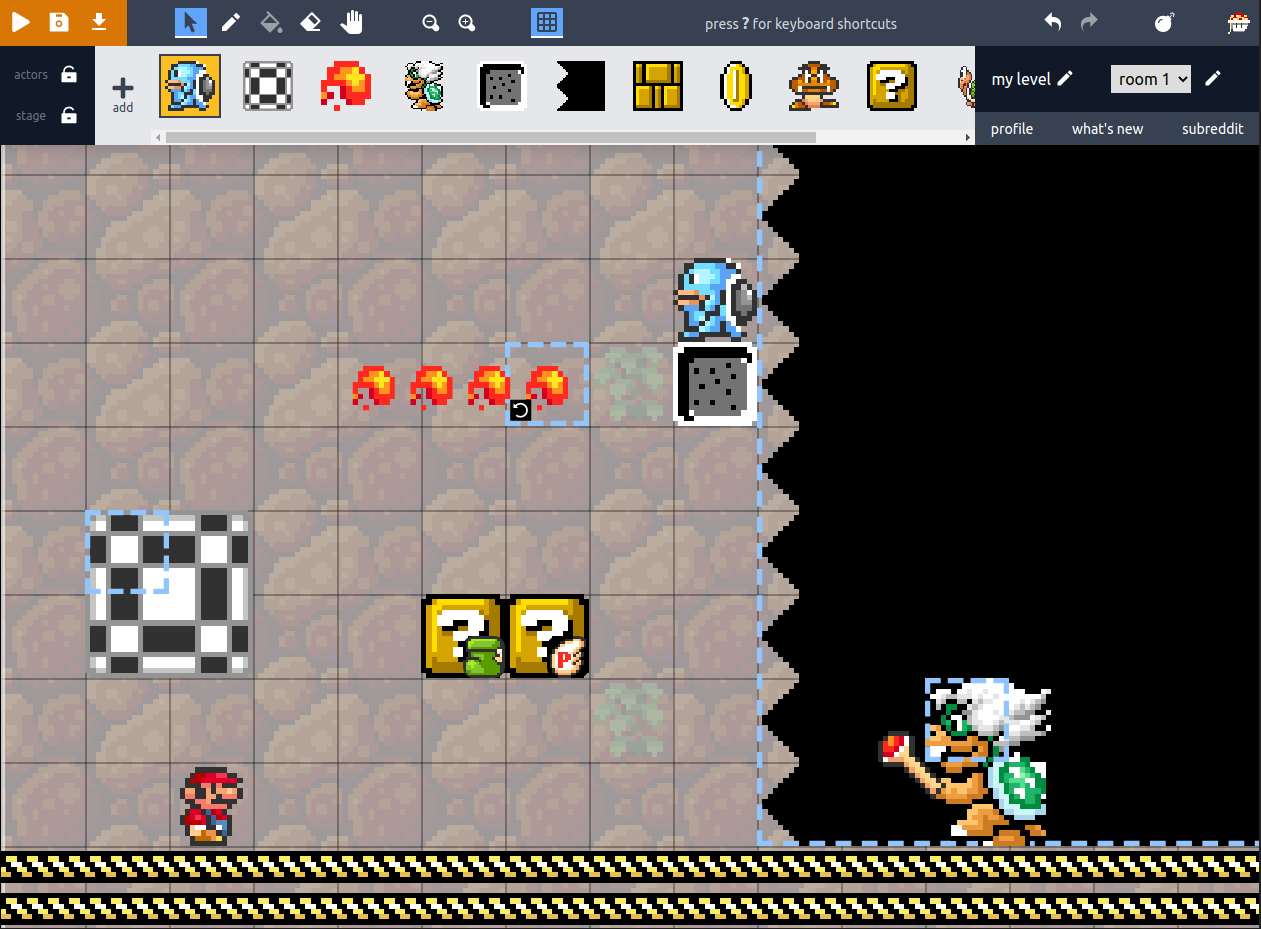 press ? for keyboard shortcuts
actors
stage
add
my level
room 1
profile
what's new
subreddit
?
?
?
P